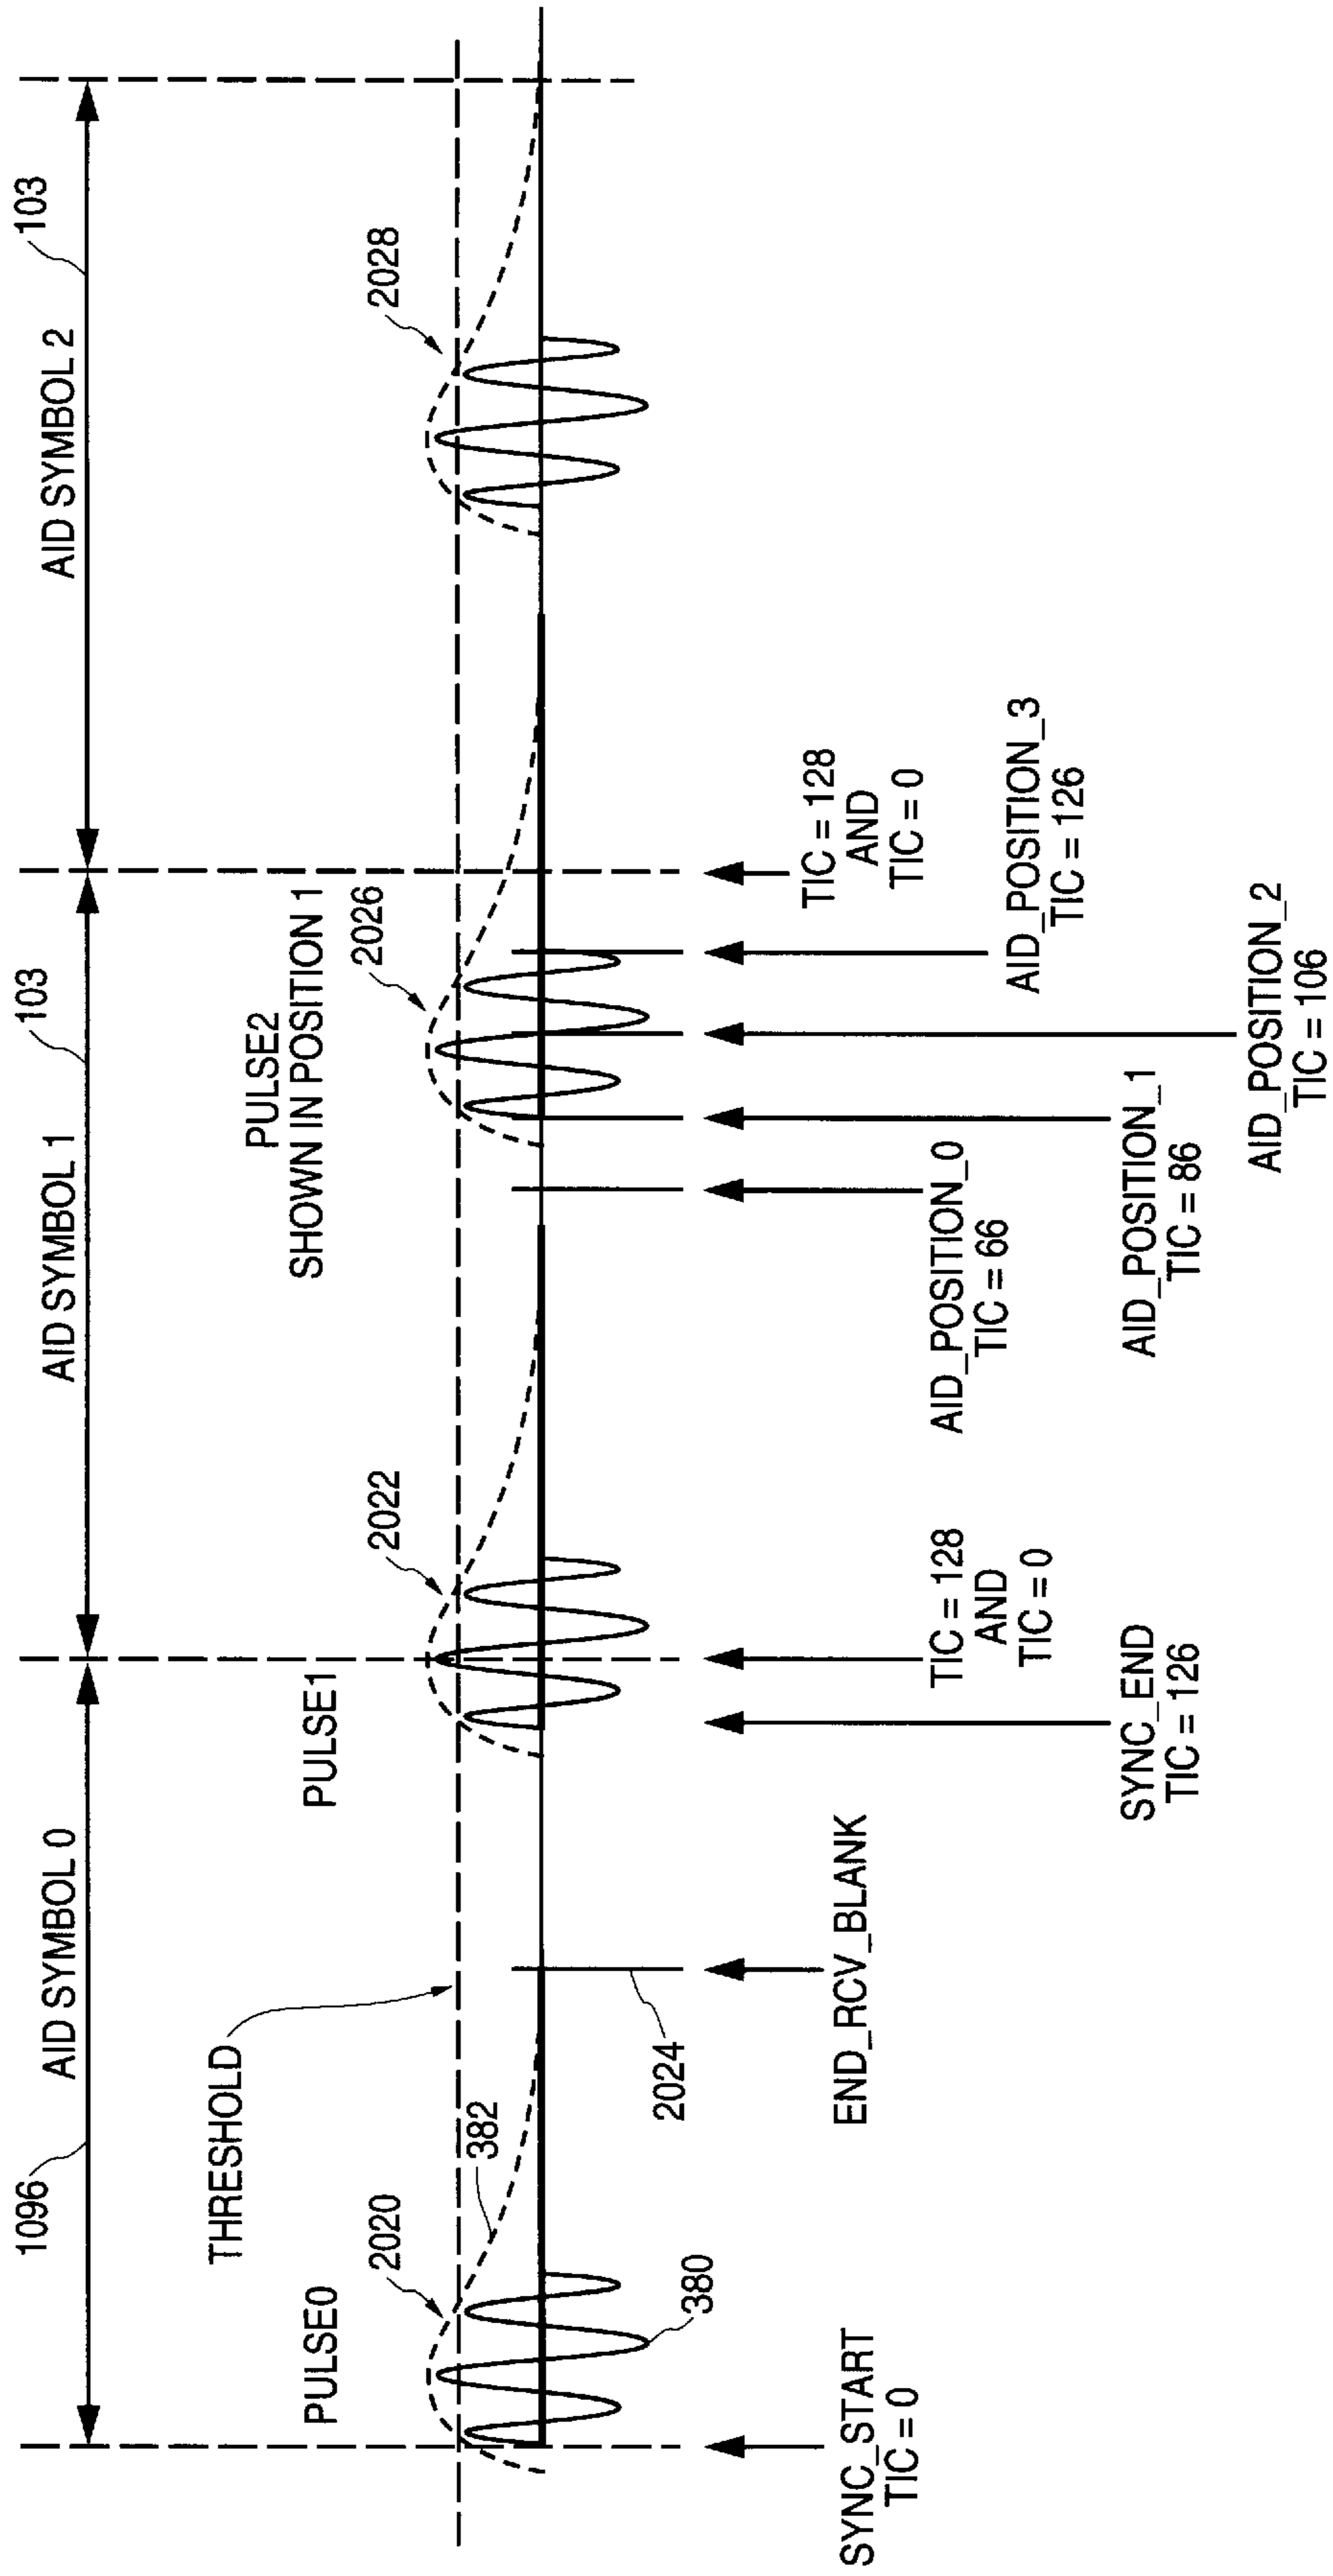 1096
AID SYMBOL 0
AID SYMBOL 1
103
AID SYMBOL 2
103
THRESHOLD
PULSE0
2020
382
380
PULSE1
2022
PULSE2
SHOWN IN POSITION 1
2026
2028
2024
SYNC_START
TIC = 0
END_RCV_BLANK
SYNC_END
TIC = 126
TIC = 128
AND
TIC = 0
AID_POSITION_0
TIC = 66
AID_POSITION_1
TIC = 86
AID_POSITION_2
TIC = 106
AID_POSITION_3
TIC = 126
TIC = 128
AND
TIC = 0